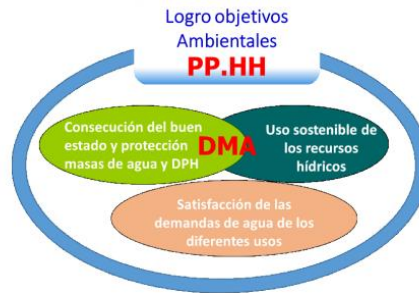 Logro objetivos
Ambientales
PP.HH
Consecución del buen
estado y protección
masas de agua y DPH
DMA
Uso sostenible de
los recursos
hídricos
Satisfacción de las
demandas de agua de los
diferentes usos